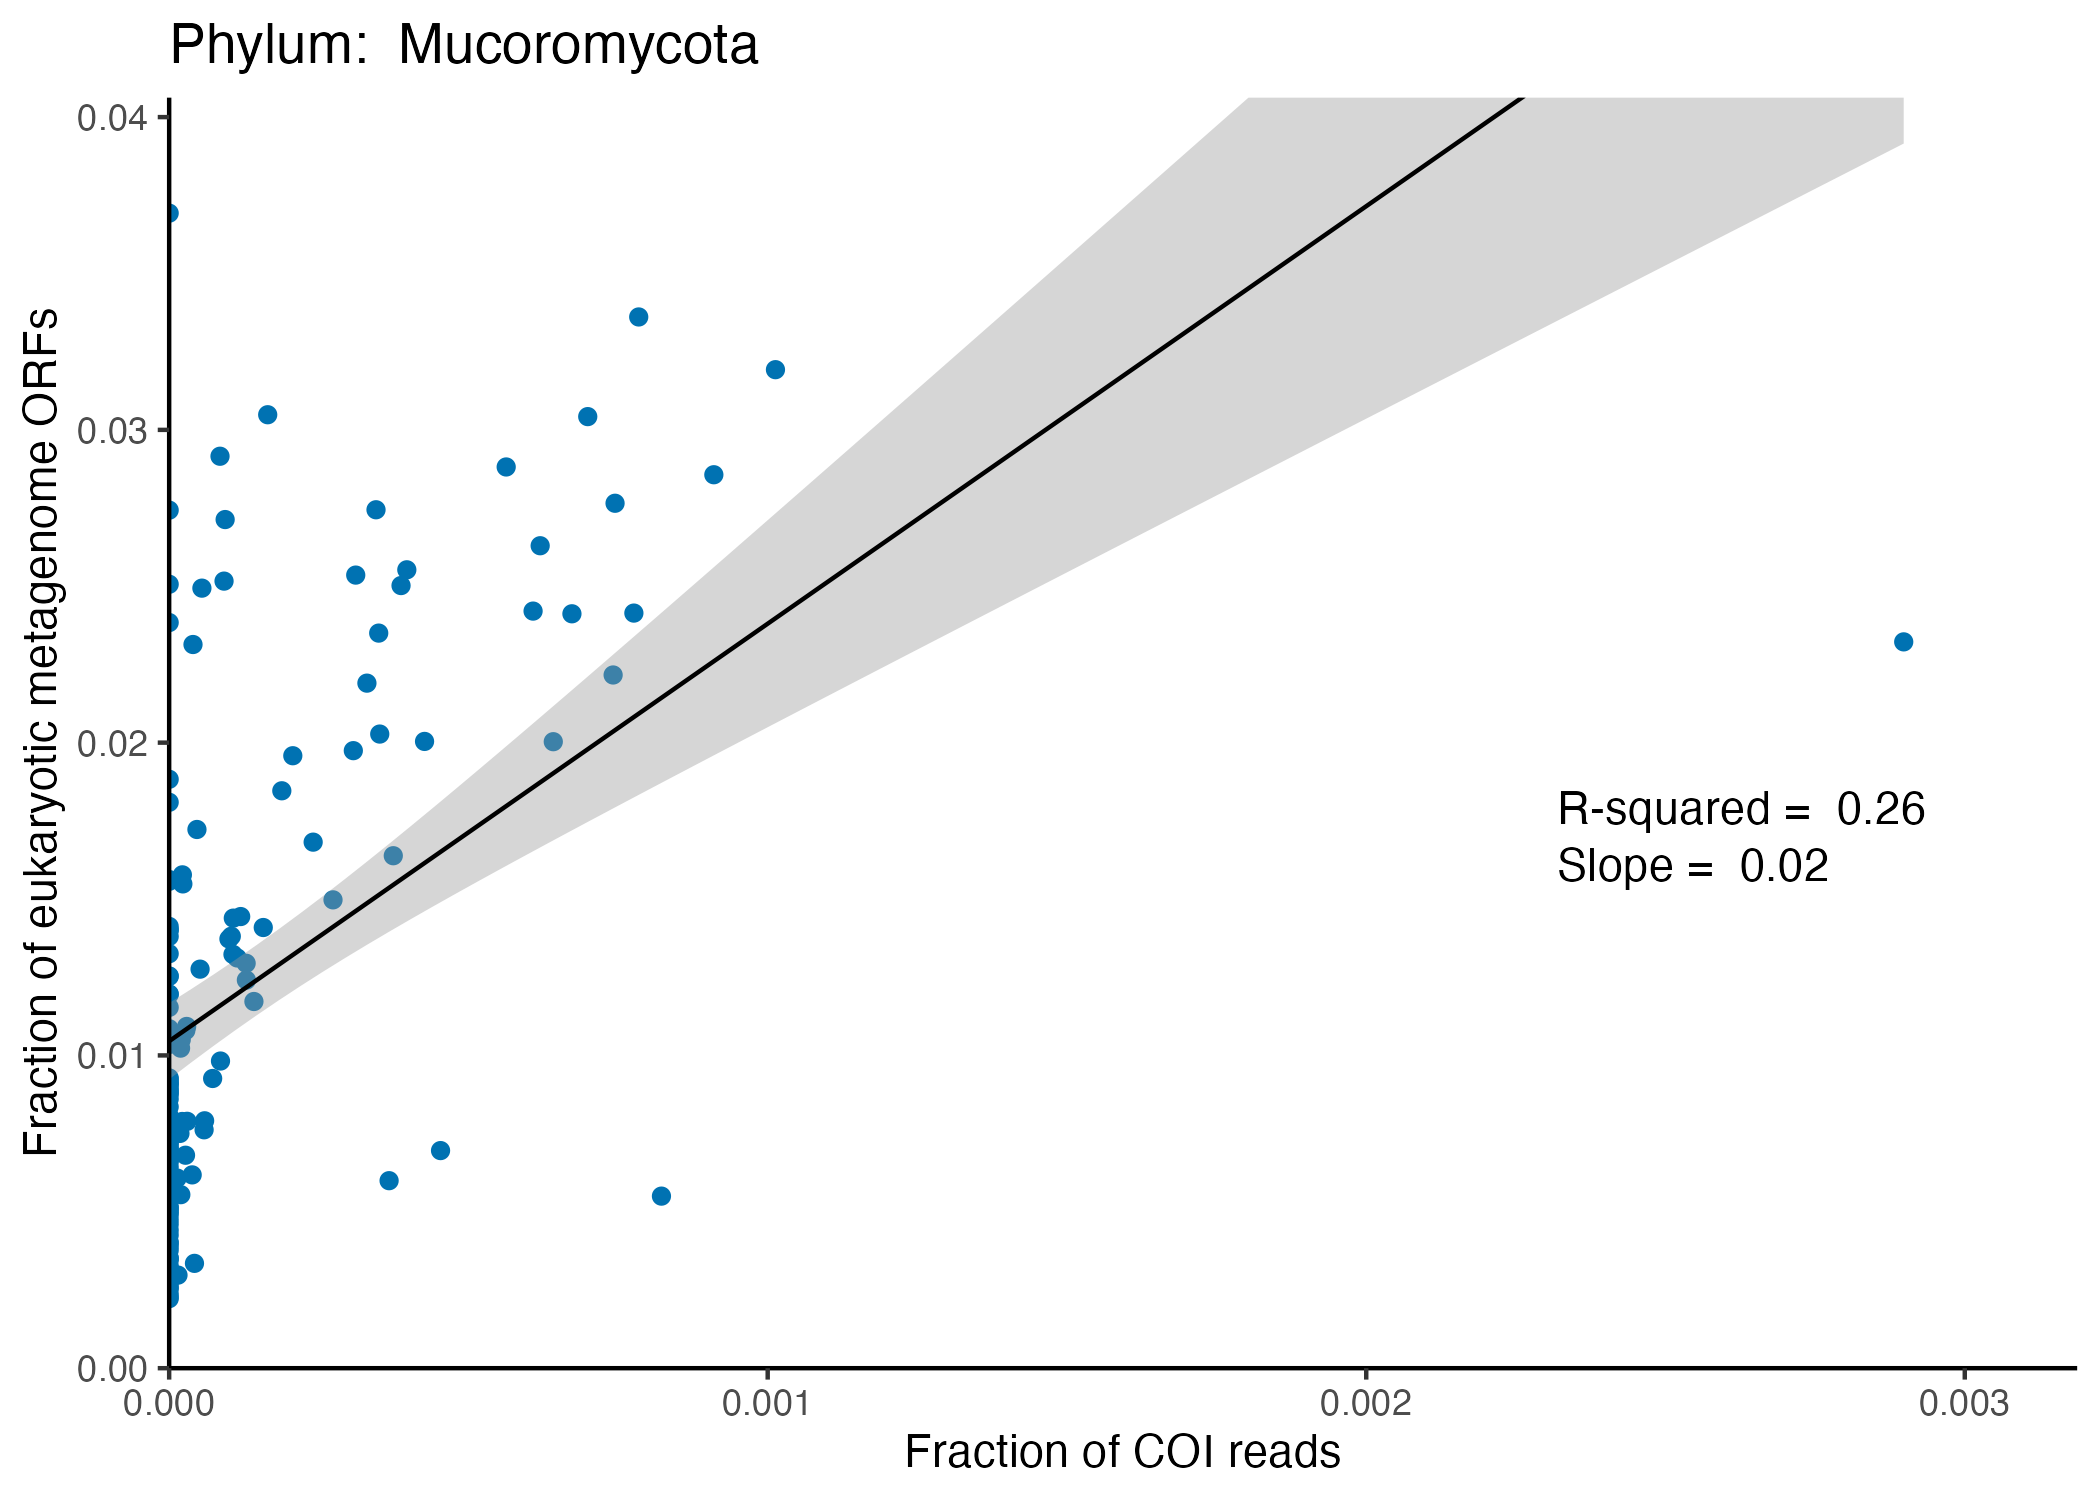 Phylum: Mucoromycota
0.04
0.03
0.02
0.01
0.00
Fraction of eukaryotic metagenome ORFs
R-squared = 0.26
Slope = 0.02
0.000 0.001 0.002 0.003
Fraction of COI reads